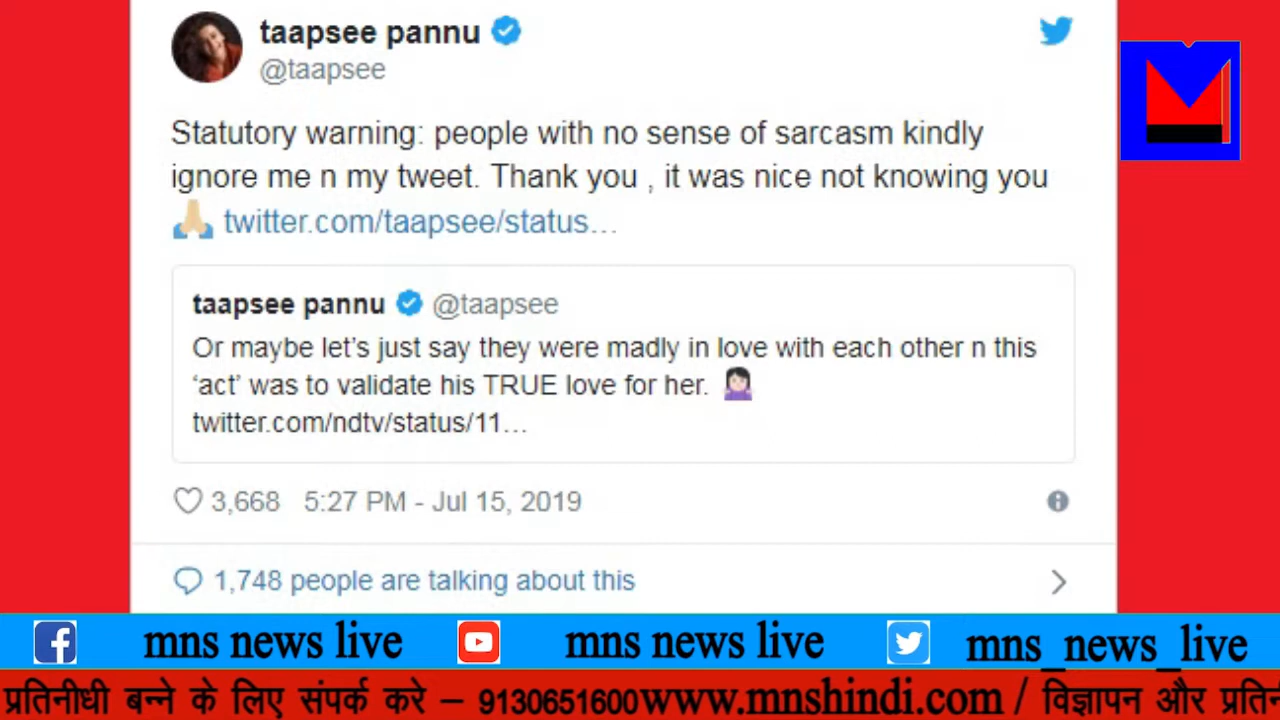 taapsee pannu
@taapsee
Statutory warning: people with no sense of sarcasm kindly
ignore me n my tweet. Thank you , it was nice not knowing you
🙏🏼 twitter.com/taapsee/status…
taapsee pannu @taapsee
Or maybe let’s just say they were madly in love with each other n this
‘act’ was to validate his TRUE love for her. 🤷🏻‍♀️
twitter.com/ndtv/status/11…
3,668 5:27 PM - Jul 15, 2019
1,748 people are talking about this
mns news live mns news live mns_news_live
प्रतिनीधी बन्ने के लिए संपर्क करे – 9130651600www.mnshindi.com / विज्ञापन और